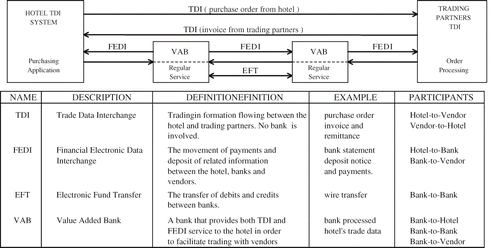 HOTEL TDI
SYSTEM
Purchasing
Application
TDI ( purchase order from hotel )
TDI (invoice from trading partners )
FEDI
VAB
Regular
Service
FEDI
EFT
VAB
Regular
Service
FEDI
TRADING
PARTNERS
TDI
Order
Processing
NAME DESCRIPTION DEFINITIONEFINITION EXAMPLE PARTICIPANTS
TDI Trade Data Interchange Tradingin formation flowing between the purchase order Hotel-to-Vendor
hotel and trading partners. No bank is invoice and Vendor-to-Hotel
involved. remittance
FEDI Financial Electronic Data The movement of payments and bank statement Hotel-to-Bank
Interchange deposit of related information deposit notice Bank-to-Vendor
between the hotel, banks and and payments.
vendors.
EFT Electronic Fund Transfer The transfer of debits and credits wire transfer Bank-to-Bank
between banks.
VAB Value Added Bank A bank that provides both TDI and bank processed Bank-to-Hotel
FEDI service to the hotel in order hotel's trade data Bank-to-Bank
to facilitate trading with vendors Bank-to-Vendor